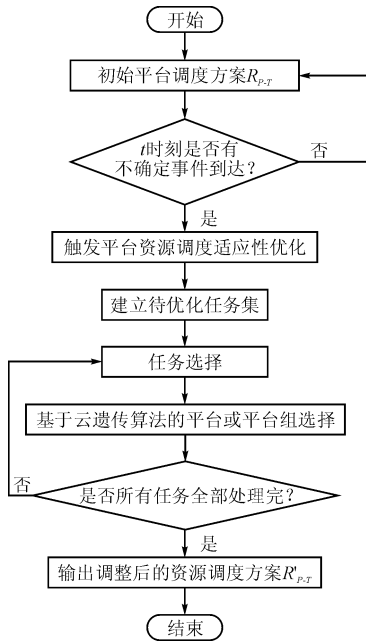 开始
初始平台调度方案R_{P-T}
t时刻是否有
不确定事件到达？
否
是
触发平台资源调度适应性优化
建立待优化任务集
任务选择
基于云遗传算法的平台或平台组选择
否
是否所有任务全部处理完？
是
输出调整后的资源调度方案R'_{P-T}
结束